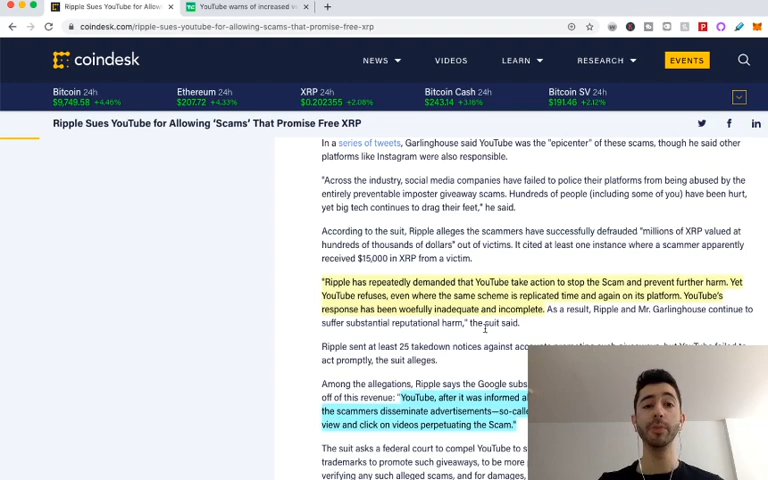 Ripple Sues YouTube for Allow
YouTube warns of increased v
coindesk.com/ripple-sues-youtube-for-allowing-scams-that-promise-free-xrp
coindesk
NEWS
VIDEOS
LEARN
RESEARCH
EVENTS
Bitcoin 24h
$9,749.58 +4.46%
Ethereum 24h
$207.72 +4.33%
XRP 24h
$0.202355 +2.08%
Bitcoin Cash 24h
$243.14 +3.16%
Bitcoin SV 24h
$191.46 +2.12%
Ripple Sues YouTube for Allowing ‘Scams’ That Promise Free XRP
In a series of tweets, Garlinghouse said YouTube was the "epicenter" of these scams, though he said other
platforms like Instagram were also responsible.
"Across the industry, social media companies have failed to police their platforms from being abused by the
entirely preventable imposter giveaway scams. Hundreds of people (including some of you) have been hurt,
yet big tech continues to drag their feet," he said.
According to the suit, Ripple alleges the scammers have successfully defrauded "millions of XRP valued at
hundreds of thousands of dollars" out of victims. It cited at least one instance where a scammer apparently
received $15,000 in XRP from a victim.
"Ripple has repeatedly demanded that YouTube take action to stop the Scam and prevent further harm. Yet
YouTube refuses, even where the same scheme is replicated time and again on its platform. YouTube's
response has been woefully inadequate and incomplete. As a result, Ripple and Mr. Garlinghouse continue to
suffer substantial reputational harm," the suit said.
Ripple sent at least 25 takedown notices against
act promptly, the suit alleges.
Among the allegations, Ripple says the Google subs
off of this revenue: "YouTube, after it was informed
the scammers disseminate advertisements—so-calle
view and click on videos perpetuating the Scam."
The suit asks a federal court to compel YouTube to s
trademarks to promote such giveaways, to be more
verifying any such alleged scams, and